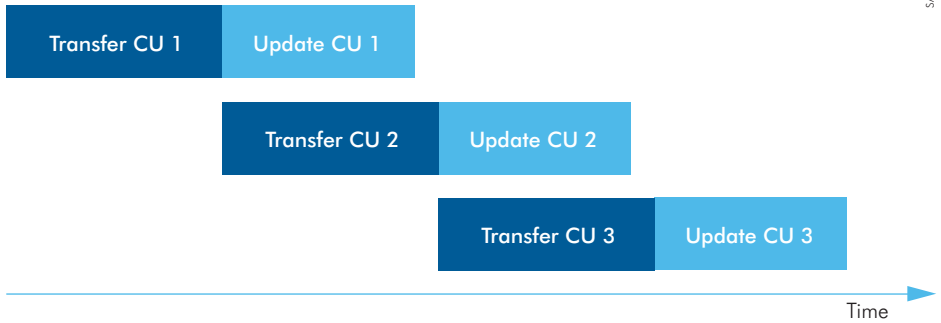 Transfer CU 1 Update CU 1
Transfer CU 2 Update CU 2
Transfer CU 3 Update CU 3
Time